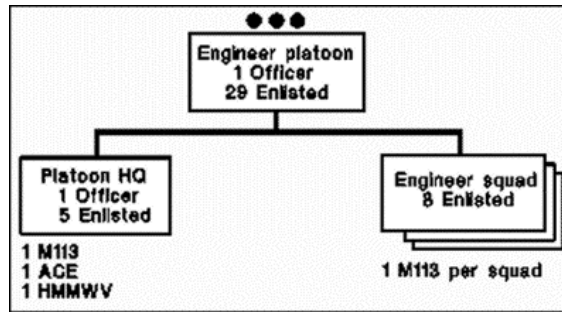 Engineer platoon
1 Officer
29 Enlisted
Platoon HQ
1 Officer
5 Enlisted
1 M113
1 ACE
1 HMMWV
Engineer squad
8 Enlisted
1 M113 per squad